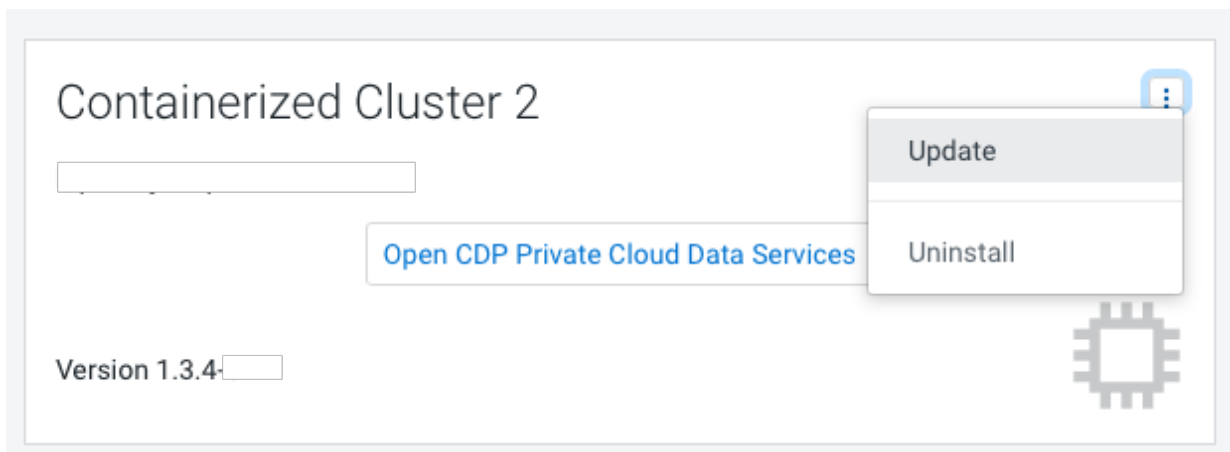 Containerized Cluster 2
Update
Open CDP Private Cloud Data Services
Uninstall
Version 1.3.4-